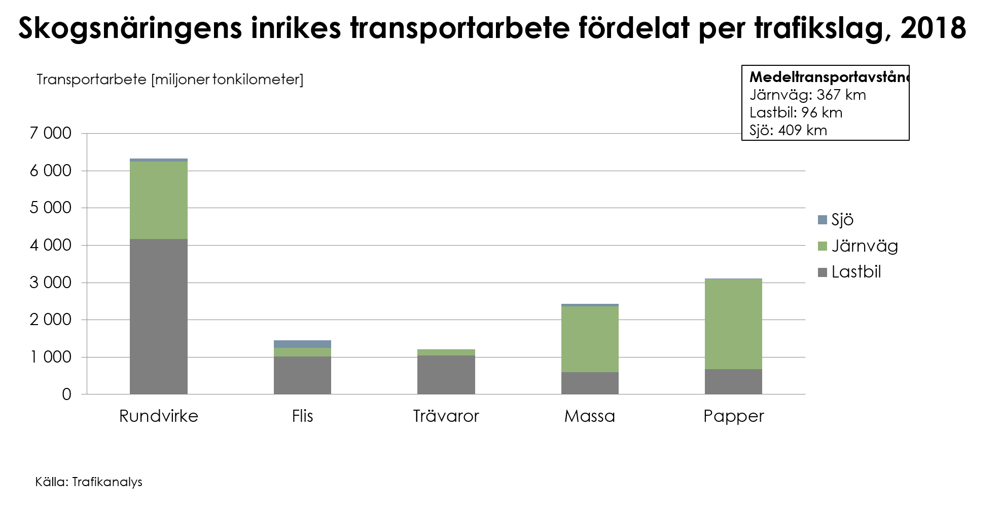 Skogsnäringens inrikes transportarbete fördelat per trafikslag, 2018
Transportarbete [miljoner tonkilometer]
Medeltransportavstånd
Järnväg: 367 km
Lastbil: 96 km
Sjö: 409 km
7 000
6 000
5 000
4 000
3 000
2 000
1 000
0
Sjö
Järnväg
Lastbil
Rundvirke
Flis
Trävaror
Massa
Papper
Källa: Trafikanalys